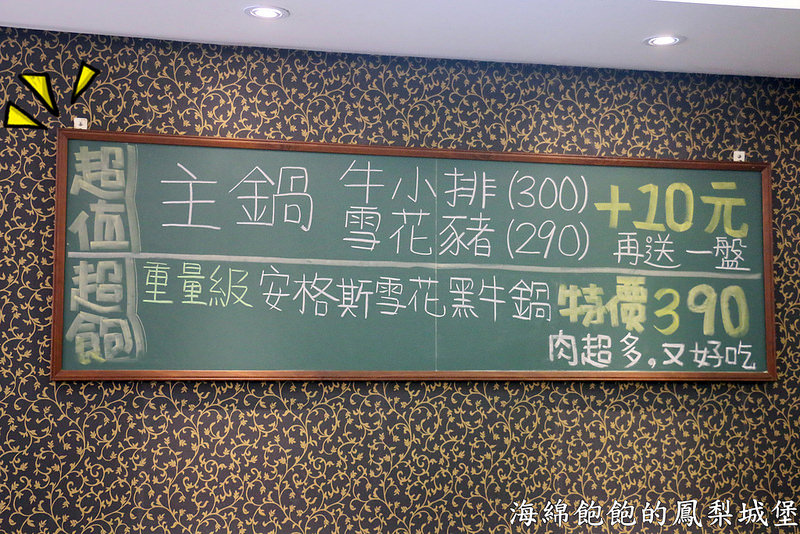 超值
主鍋
牛小排(300)
雪花豬(290)
+10元
再送一盤
超飽
重量級安格斯雪花黑牛鍋特價390
肉超多,又好吃
海綿飽飽的鳳梨城堡